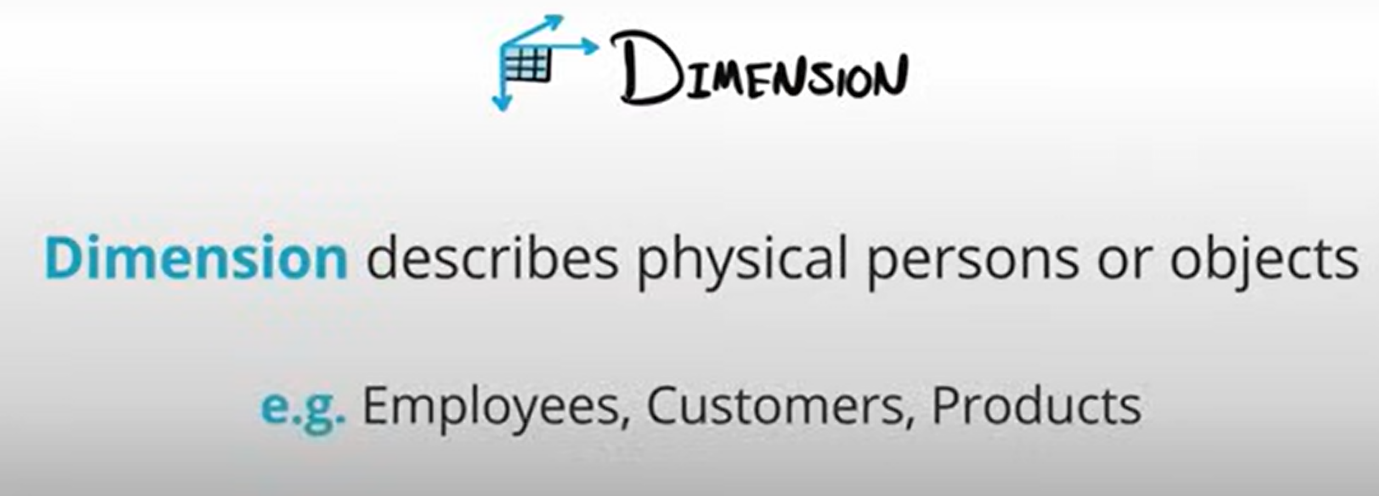 DIMENSION
Dimension describes physical persons or objects
e.g. Employees, Customers, Products